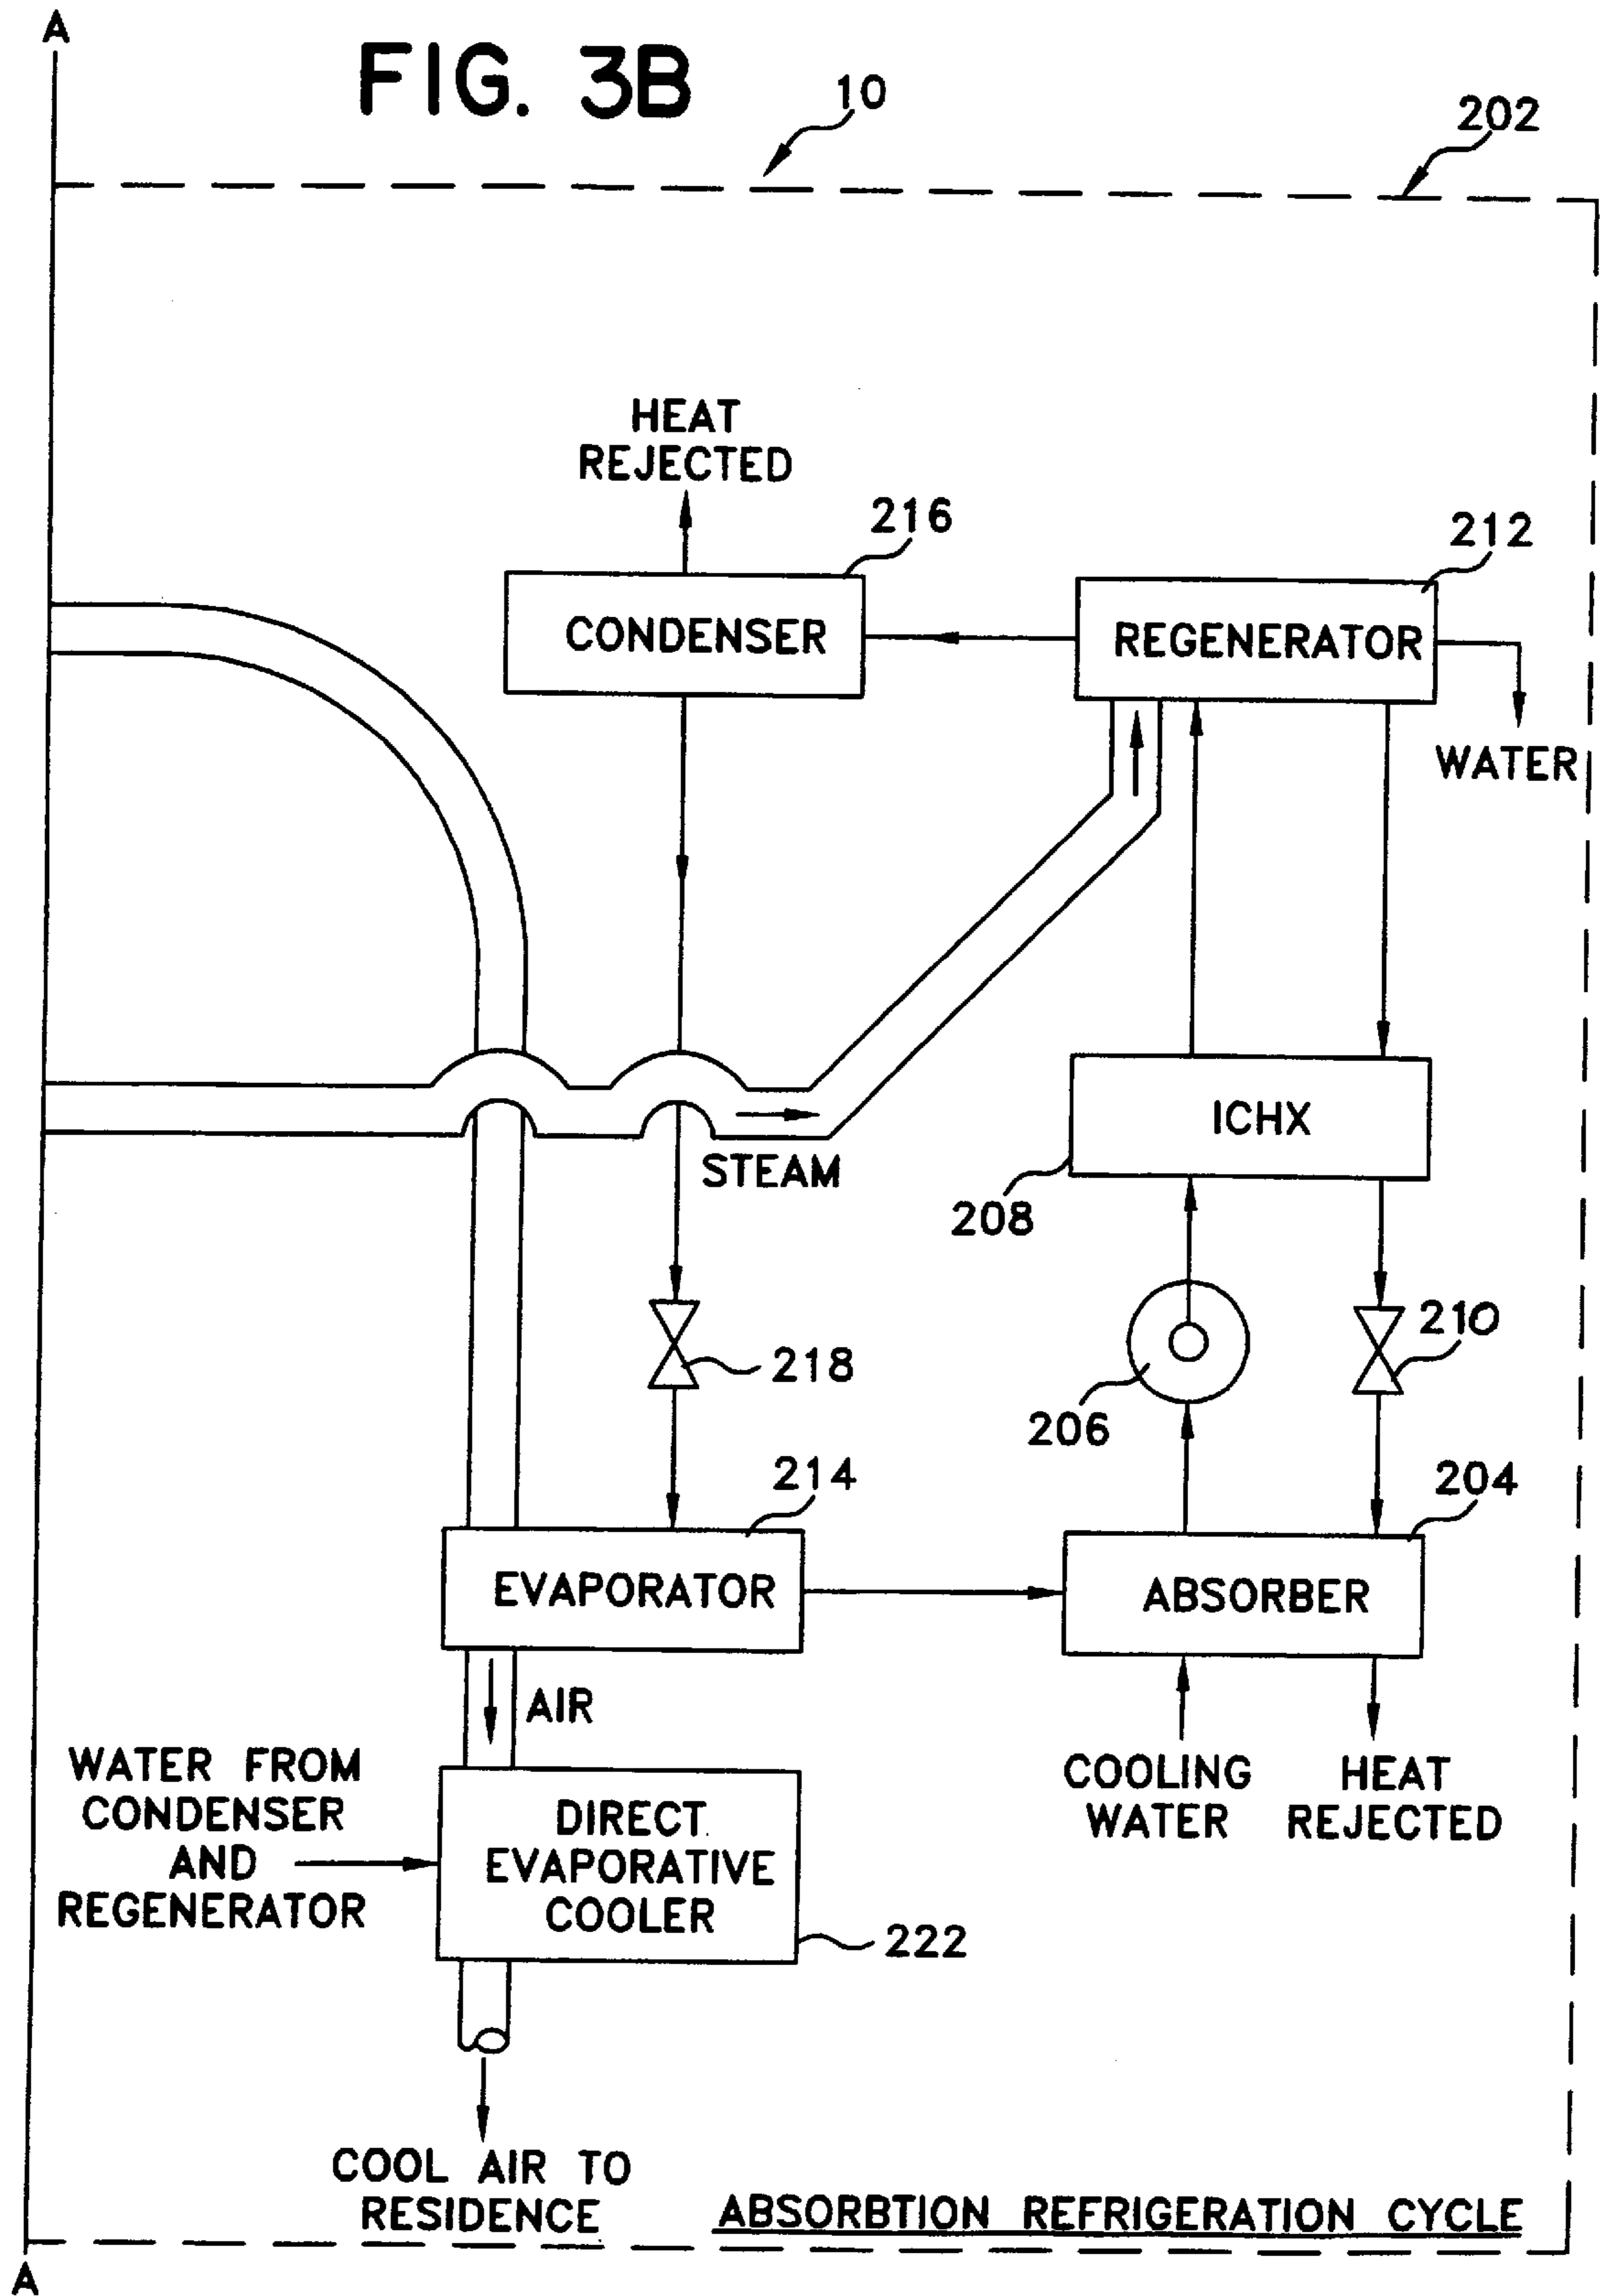 A
FIG. 3B
10
202
HEAT
REJECTED
216
212
CONDENSER
REGENERATOR
WATER
ICHX
STEAM
208
210
218
206
214
204
EVAPORATOR
ABSORBER
AIR
WATER FROM
CONDENSER
AND
REGENERATOR
COOLING
WATER
HEAT
REJECTED
DIRECT
EVAPORATIVE
COOLER
222
COOL AIR TO
RESIDENCE
ABSORBTION REFRIGERATION CYCLE
A